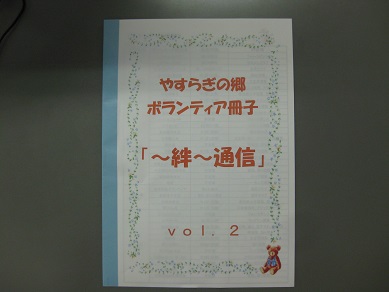 やすらぎの郷
ボランティア冊子
「～絆～通信」
ｖｏｌ．２